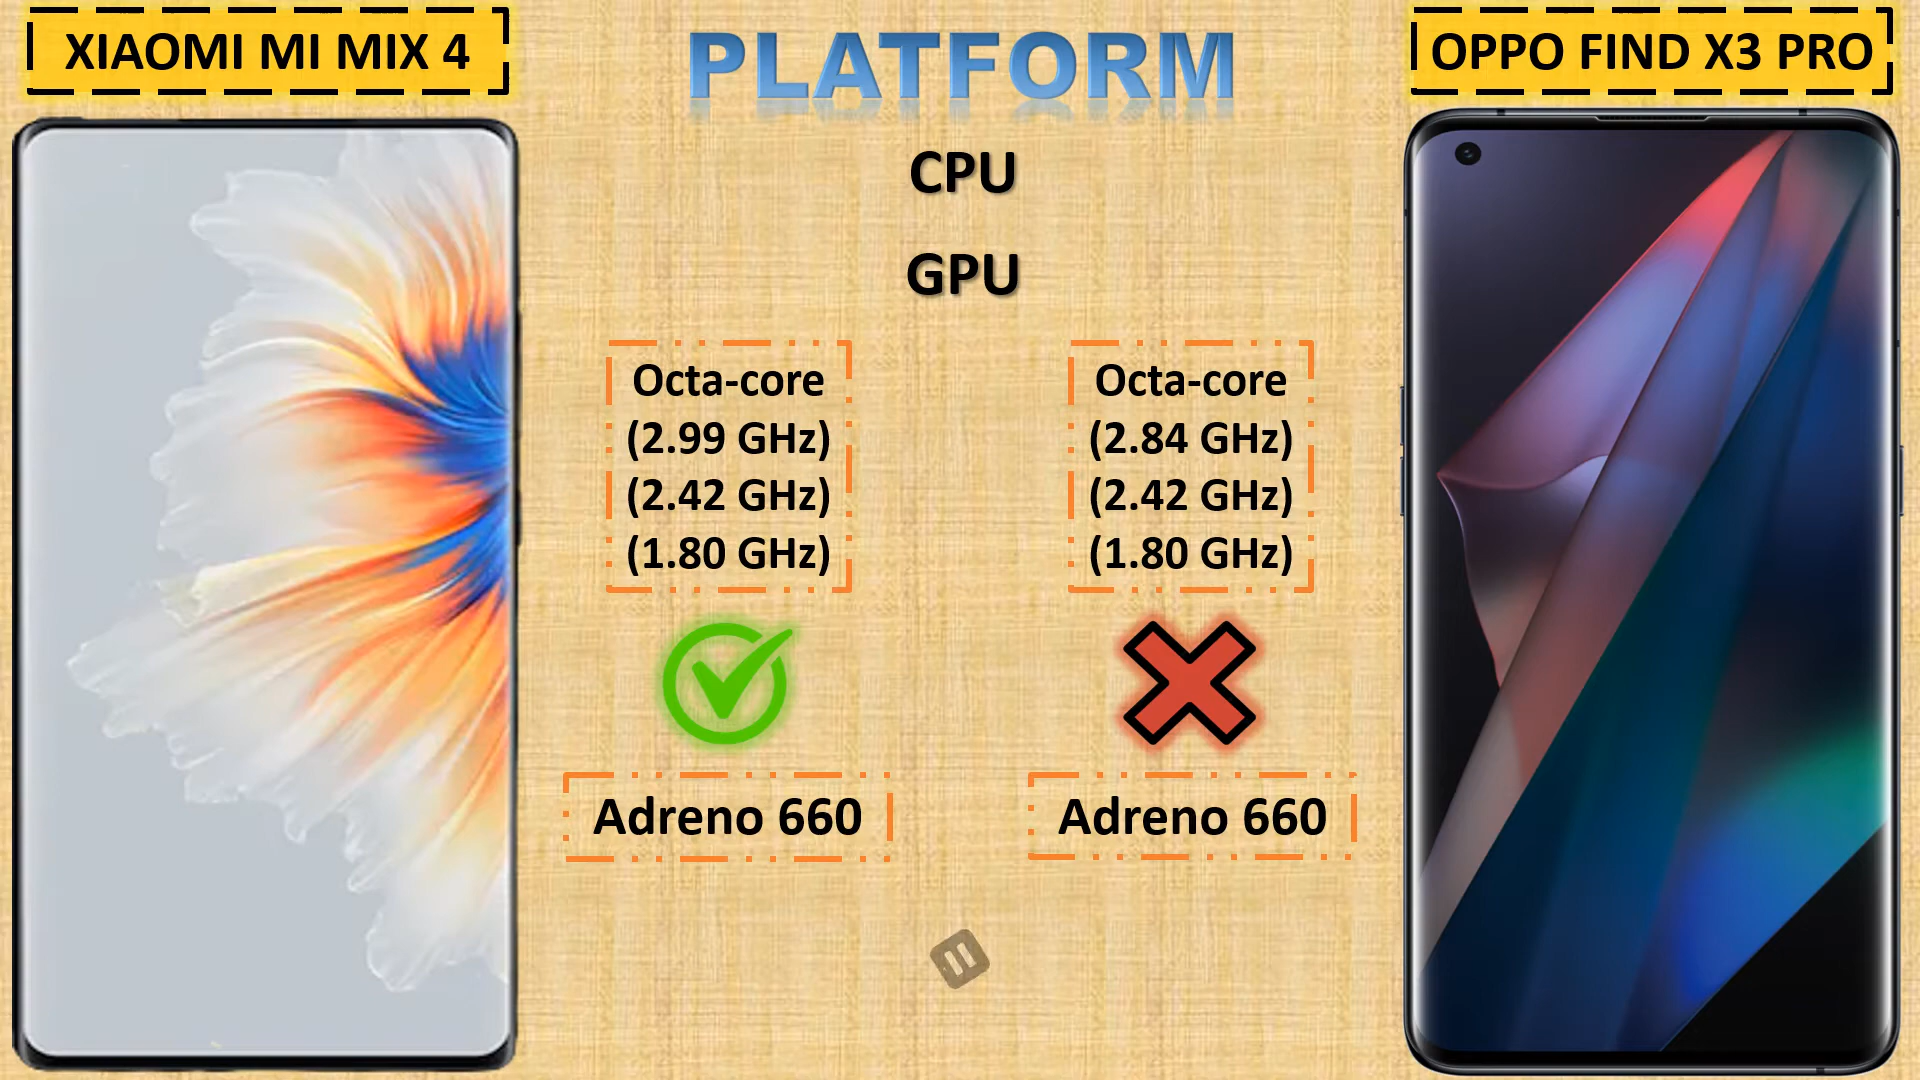 XIAOMI MI MIX 4
PLATFORM
OPPO FIND X3 PRO
CPU
GPU
Octa-core
(2.99 GHz)
(2.42 GHz)
(1.80 GHz)
Octa-core
(2.84 GHz)
(2.42 GHz)
(1.80 GHz)
Adreno 660
Adreno 660